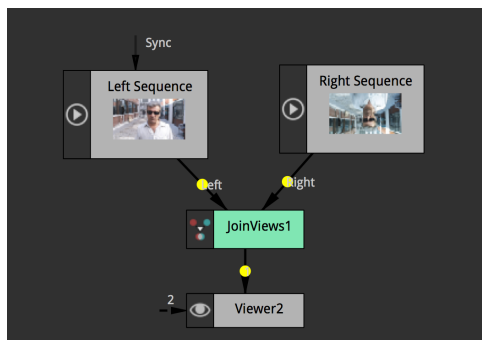 Sync
Left Sequence
Right Sequence
Left
Right
JoinViews1
2
Viewer2